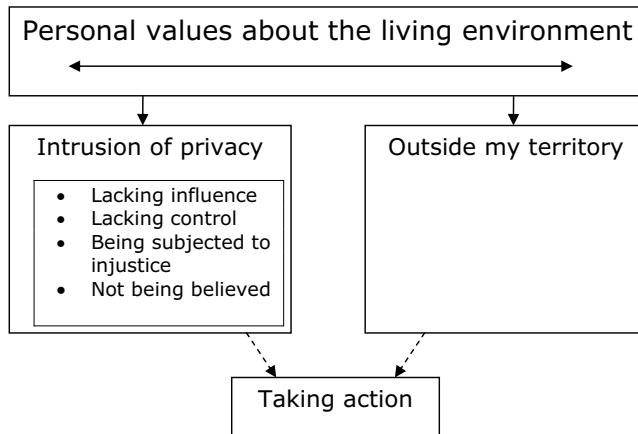 Personal values about the living environment
Intrusion of privacy
• Lacking influence
• Lacking control
• Being subjected to
injustice
• Not being believed
Outside my territory
Taking action